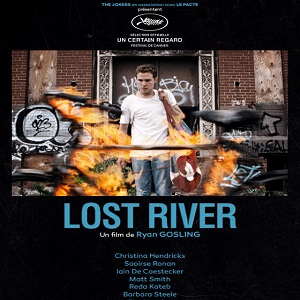 THE JOKERS en association avec LE PACTE
présentent
SÉLECTION OFFICIELLE
UN CERTAIN REGARD
FESTIVAL DE CANNES
LOST RIVER
Un film de Ryan GOSLING
Christina Hendricks
Saoirse Ronan
Iain De Caestecker
Matt Smith
Reda Kateb
Barbara Steele